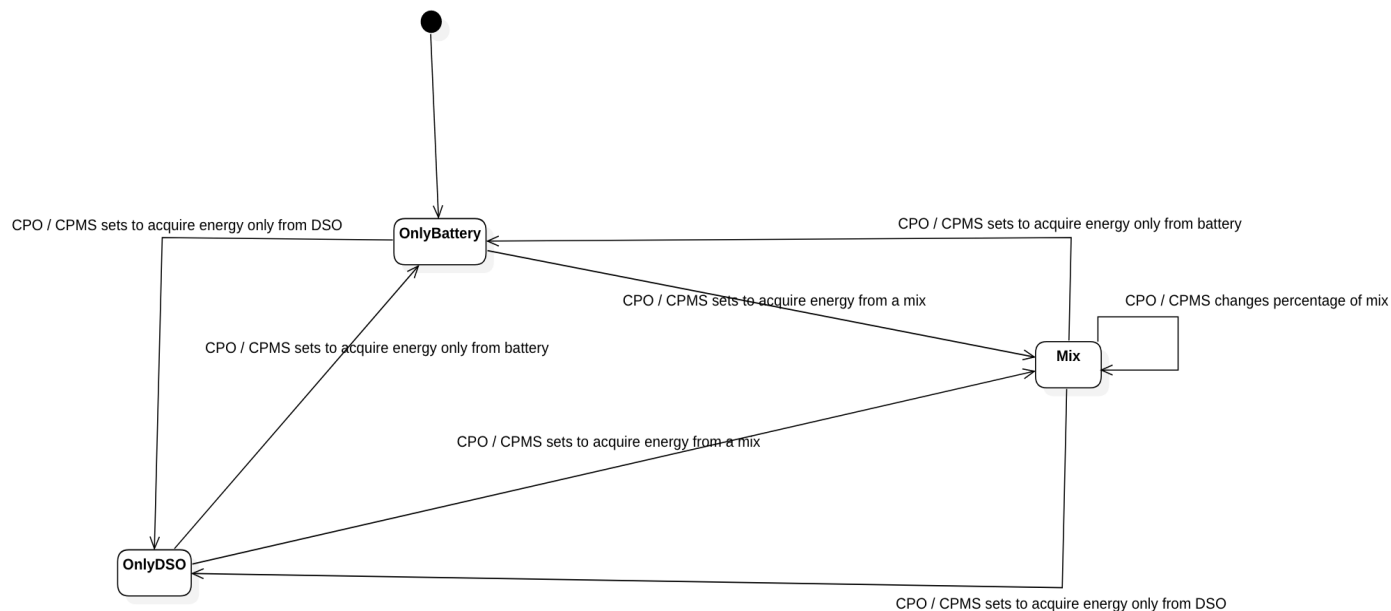 CPO / CPMS sets to acquire energy only from DSO
OnlyBattery
CPO / CPMS sets to acquire energy only from battery
CPO / CPMS sets to acquire energy from a mix
CPO / CPMS changes percentage of mix
CPO / CPMS sets to acquire energy only from battery
Mix
CPO / CPMS sets to acquire energy from a mix
OnlyDSO
CPO / CPMS sets to acquire energy only from DSO